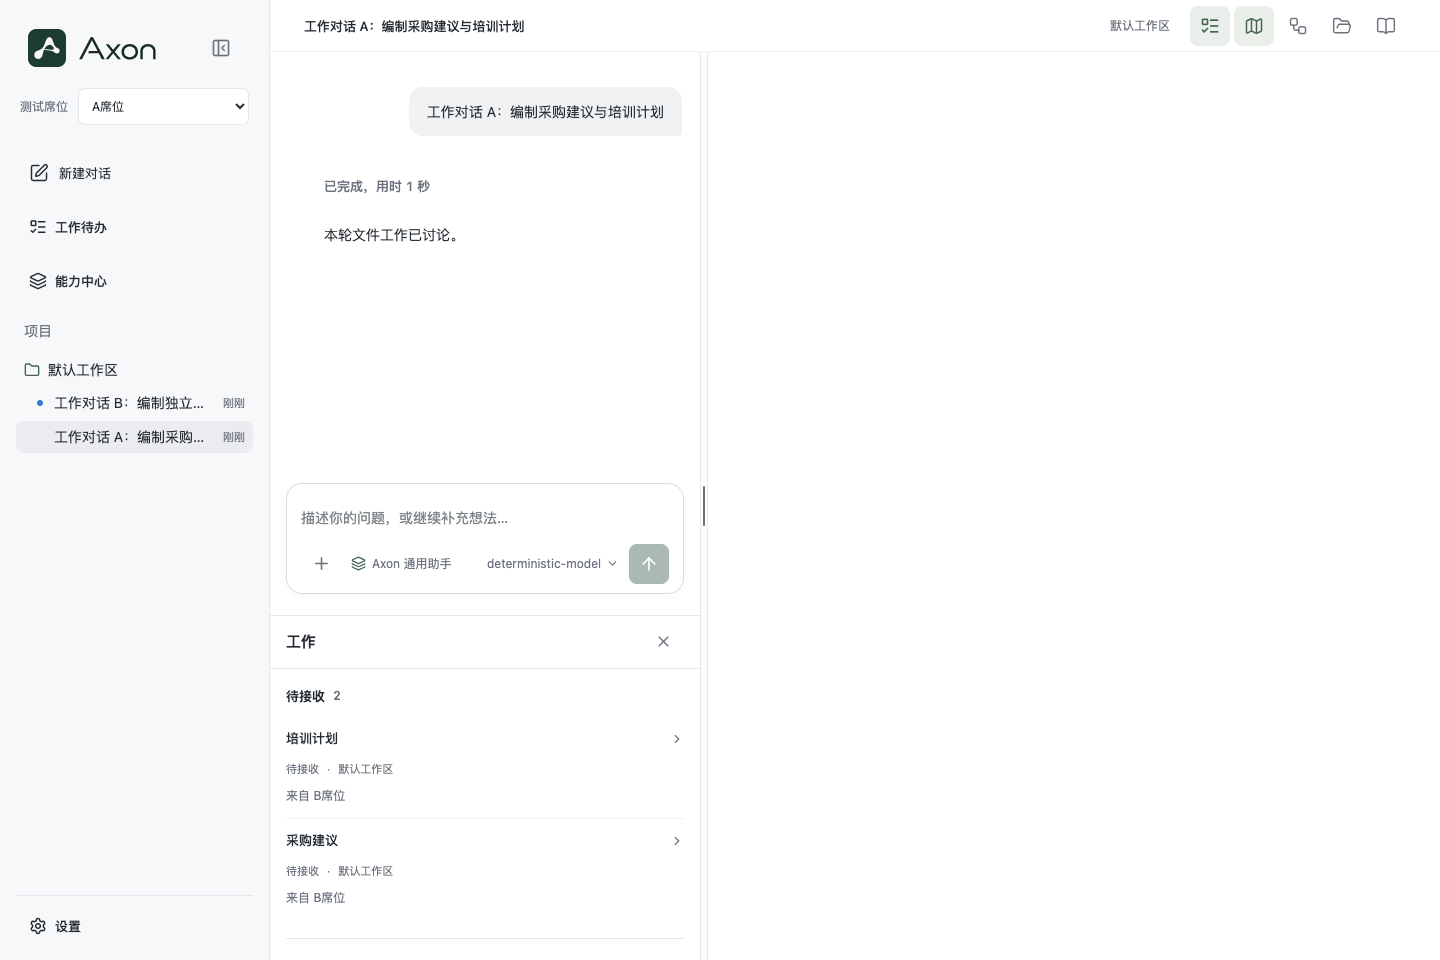 Axon
测试席位
A席位
新建对话
工作待办
能力中心
项目
默认工作区
工作对话 B：编制独立... 刚刚
工作对话 A：编制采购... 刚刚
设置
工作对话 A：编制采购建议与培训计划
默认工作区
工作对话 A：编制采购建议与培训计划
已完成，用时 1 秒
本轮文件工作已讨论。
描述你的问题，或继续补充想法...
Axon 通用助手
deterministic-model
工作
待接收 2
培训计划
待接收 · 默认工作区
来自 B席位
采购建议
待接收 · 默认工作区
来自 B席位